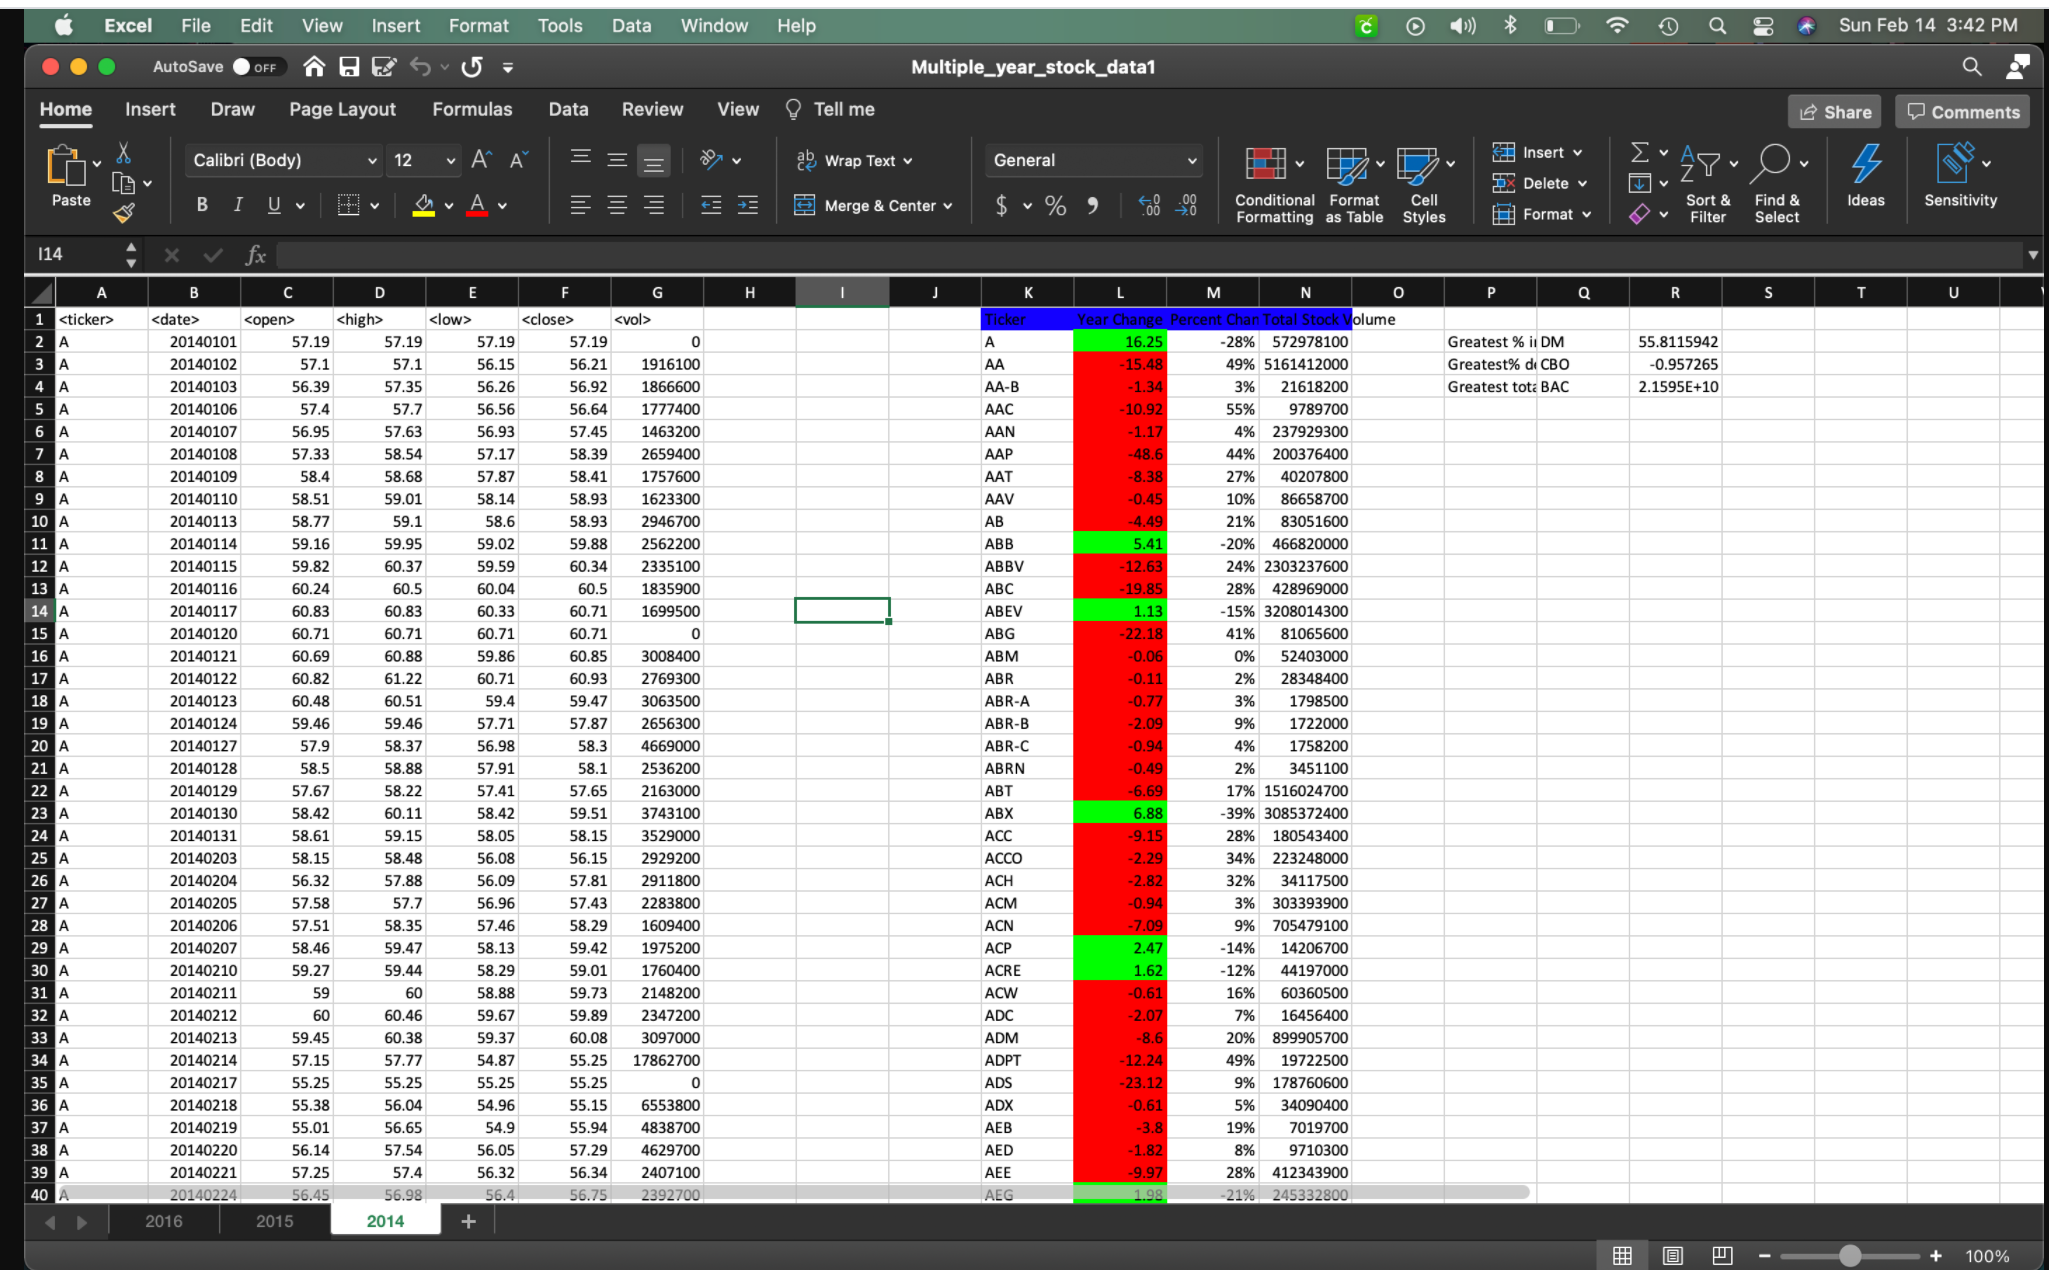 Excel File Edit View Insert Format Tools Data Window Help Sun Feb 14 3:42 PM
AutoSave OFF Multiple_year_stock_data1
Home Insert Draw Page Layout Formulas Data Review View Tell me Share Comments
Paste Calibri (Body) 12 Wrap Text General Conditional Formatting Format as Table Cell Styles Insert Sort & Filter Find & Select Ideas Sensitivity
B I U Merge & Center $ % Delete
Format
I14 fx
A B C D E F G H I J K L M N O P Q R S T U
1 <ticker> <date> <open> <high> <low> <close> <vol> Ticker Year Change Percent Chan Total Stock Volume
2 A 20140101 57.19 57.19 57.19 57.19 0 A 16.25 -28% 572978100 Greatest % i DM 55.8115942
3 A 20140102 57.1 57.1 56.15 56.21 1916100 AA -15.48 49% 5161412000 Greatest% d CBO -0.957265
4 A 20140103 56.39 57.35 56.26 56.92 1866600 AA-B -1.34 3% 21618200 Greatest tota BAC 2.1595E+10
5 A 20140106 57.4 57.7 56.56 56.64 1777400 AAC -10.92 55% 9789700
6 A 20140107 56.95 57.63 56.93 57.45 1463200 AAN -1.17 4% 237929300
7 A 20140108 57.33 58.54 57.17 58.39 2659400 AAP -48.6 44% 200376400
8 A 20140109 58.4 58.68 57.87 58.41 1757600 AAT -8.38 27% 40207800
9 A 20140110 58.51 59.01 58.14 58.93 1623300 AAV -0.45 10% 86658700
10 A 20140113 58.77 59.1 58.6 58.93 2946700 AB -4.49 21% 83051600
11 A 20140114 59.16 59.95 59.02 59.88 2562200 ABB 5.41 -20% 466820000
12 A 20140115 59.82 60.37 59.59 60.34 2335100 ABBV -12.63 24% 2303237600
13 A 20140116 60.24 60.5 60.04 60.5 1835900 ABC -19.85 28% 428969000
14 A 20140117 60.83 60.83 60.33 60.71 1699500 ABEV 1.13 -15% 3208014300
15 A 20140120 60.71 60.71 60.71 60.71 0 ABG -22.18 41% 81065600
16 A 20140121 60.69 60.88 59.86 60.85 3008400 ABM -0.06 0% 52403000
17 A 20140122 60.82 61.22 60.71 60.93 2769300 ABR -0.11 2% 28348400
18 A 20140123 60.48 60.51 59.4 59.47 3063500 ABR-A -0.77 3% 1798500
19 A 20140124 59.46 59.46 57.71 57.87 2656300 ABR-B -2.09 9% 1722000
20 A 20140127 57.9 58.37 56.98 58.3 4669000 ABR-C -0.94 4% 1758200
21 A 20140128 58.5 58.88 57.91 58.1 2536200 ABRN -0.49 2% 3451100
22 A 20140129 57.67 58.22 57.41 57.65 2163000 ABT -6.69 17% 1516024700
23 A 20140130 58.42 60.11 58.42 59.51 3743100 ABX 6.88 -39% 3085372400
24 A 20140131 58.61 59.15 58.05 58.15 3529000 ACC -9.15 28% 180543400
25 A 20140203 58.15 58.48 56.08 56.15 2929200 ACCO -2.29 34% 223248000
26 A 20140204 56.32 57.88 56.09 57.81 2911800 ACH -2.82 32% 34117500
27 A 20140205 57.58 57.7 56.96 57.43 2283800 ACM -0.94 3% 303393900
28 A 20140206 57.51 58.35 57.46 58.29 1609400 ACN -7.09 9% 705479100
29 A 20140207 58.46 59.47 58.13 59.42 1975200 ACP 2.47 -14% 14206700
30 A 20140210 59.27 59.44 58.29 59.01 1760400 ACRE 1.62 -12% 44197000
31 A 20140211 59 60 58.88 59.73 2148200 ACW -0.61 16% 60360500
32 A 20140212 60 60.46 59.67 59.89 2347200 ADC -2.07 7% 16456400
33 A 20140213 59.45 60.38 59.37 60.08 3097000 ADM -8.6 20% 899905700
34 A 20140214 57.15 57.77 54.87 55.25 17862700 ADPT -12.24 49% 19722500
35 A 20140217 55.25 55.25 55.25 55.25 0 ADS -23.12 9% 178760600
36 A 20140218 55.38 56.04 54.96 55.15 6553800 ADX -0.61 5% 34090400
37 A 20140219 55.01 56.65 54.9 55.94 4838700 AEB -3.8 19% 7019700
38 A 20140220 56.14 57.54 56.05 57.29 4629700 AED -1.82 8% 9710300
39 A 20140221 57.25 57.4 56.32 56.34 2407100 AEE -9.97 28% 412343900
40 A 20140224 56.45 56.98 56.4 56.75 2392700 AEG 1.98 -21% 245332800
2016 2015 2014 +
100%